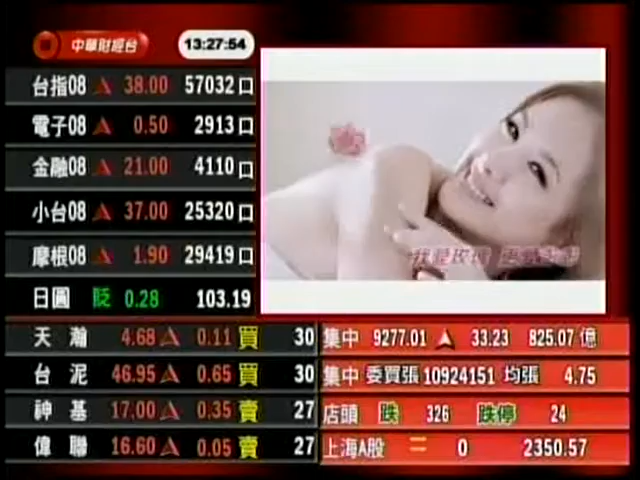 中華財經台 13:27:54
台指08 38.00 57032口
電子08 0.50 2913口
金融08 21.00 4110口
小台08 37.00 25320口
摩根08 1.90 29419口
日圓 貶 0.28 103.19
我愛玫瑰
天瀚 4.68 0.11 買 30
台泥 46.95 0.65 買 30
神基 17.00 0.35 賣 27
偉聯 16.60 0.05 賣 27
集中 9277.01 33.23 825.07億
集中 委買張 10924151 均張 4.75
店頭 跌 326 跌停 24
上海A股 = 0 2350.57